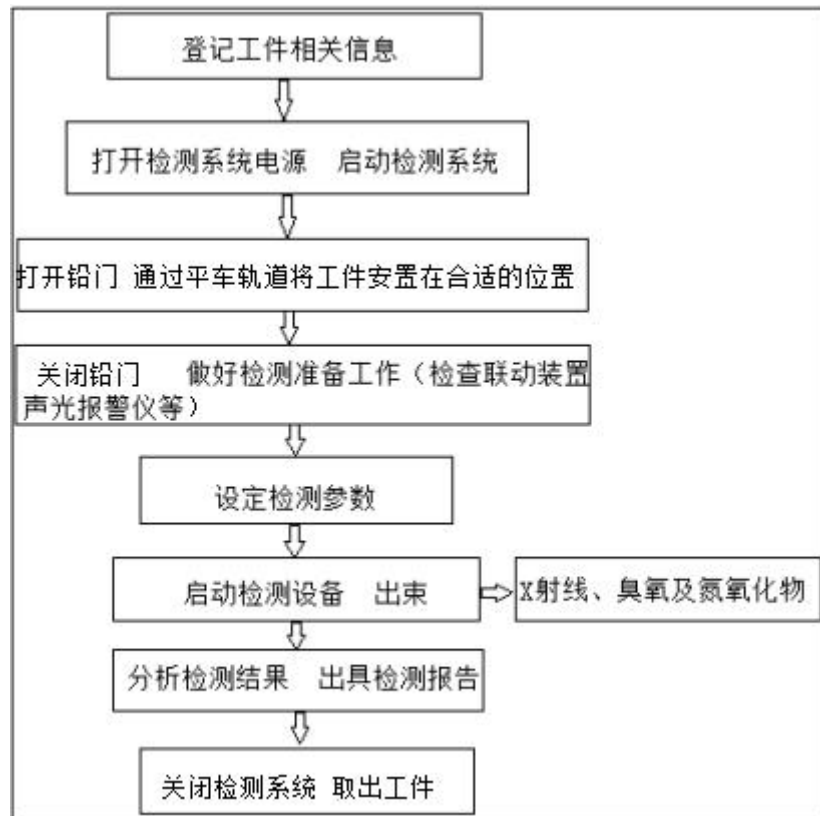 登记工件相关信息
打开检测系统电源 启动检测系统
打开铅门 通过平车轨道将工件安置在合适的位置
关闭铅门 做好检测准备工作（检查联动装置
声光报警仪等）
设定检测参数
启动检测设备 出束
X射线、臭氧及氮氧化物
分析检测结果 出具检测报告
关闭检测系统 取出工件